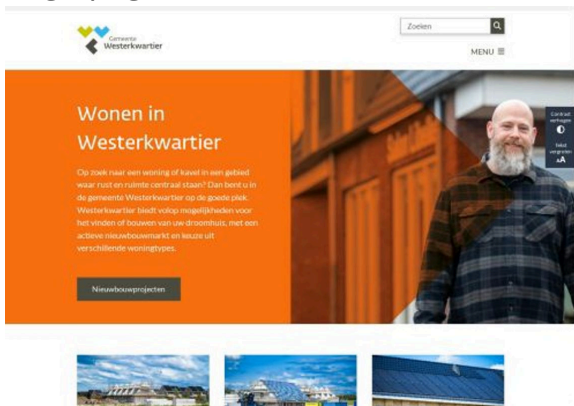 Gemeente
Westerkwartier
Zoeken
MENU
Contrast
verhogen
Tekst
vergroten
AA
Wonen in
Westerkwartier
Op zoek naar een woning of kavel in een gebied
waar rust en ruimte centraal staan? Dan bent u in
de gemeente Westerkwartier op de goede plek.
Westerkwartier biedt volop mogelijkheden voor
het vinden of bouwen van uw droomhuis, met een
actieve nieuwbouwmarkt en keuze uit
verschillende woningtypes.
Nieuwbouwprojecten